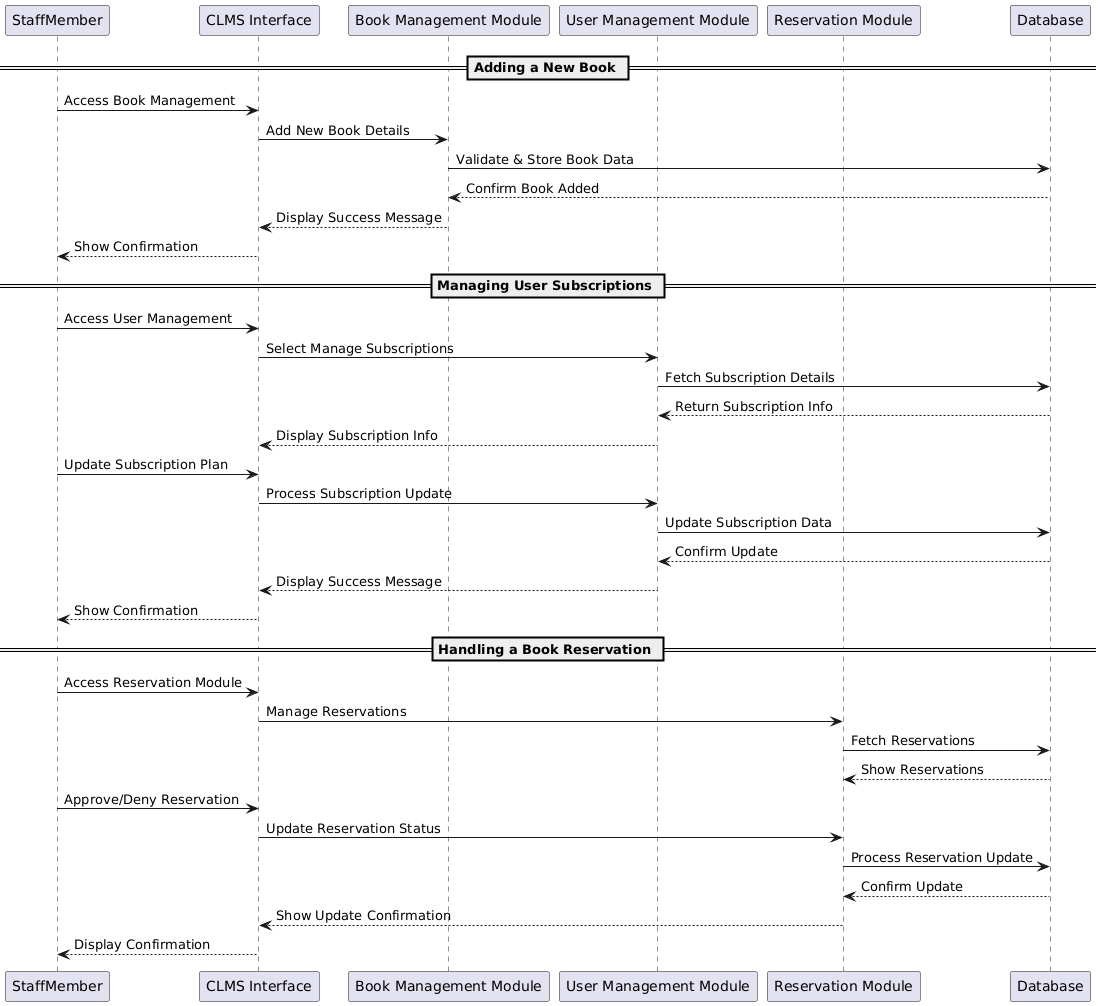 StaffMember
CLMS Interface
Book Management Module
User Management Module
Reservation Module
Database
Adding a New Book
Access Book Management
Add New Book Details
Validate & Store Book Data
Confirm Book Added
Display Success Message
Show Confirmation
Managing User Subscriptions
Access User Management
Select Manage Subscriptions
Fetch Subscription Details
Return Subscription Info
Display Subscription Info
Update Subscription Plan
Process Subscription Update
Update Subscription Data
Confirm Update
Display Success Message
Show Confirmation
Handling a Book Reservation
Access Reservation Module
Manage Reservations
Fetch Reservations
Show Reservations
Approve/Deny Reservation
Update Reservation Status
Process Reservation Update
Confirm Update
Show Update Confirmation
Display Confirmation
StaffMember
CLMS Interface
Book Management Module
User Management Module
Reservation Module
Database